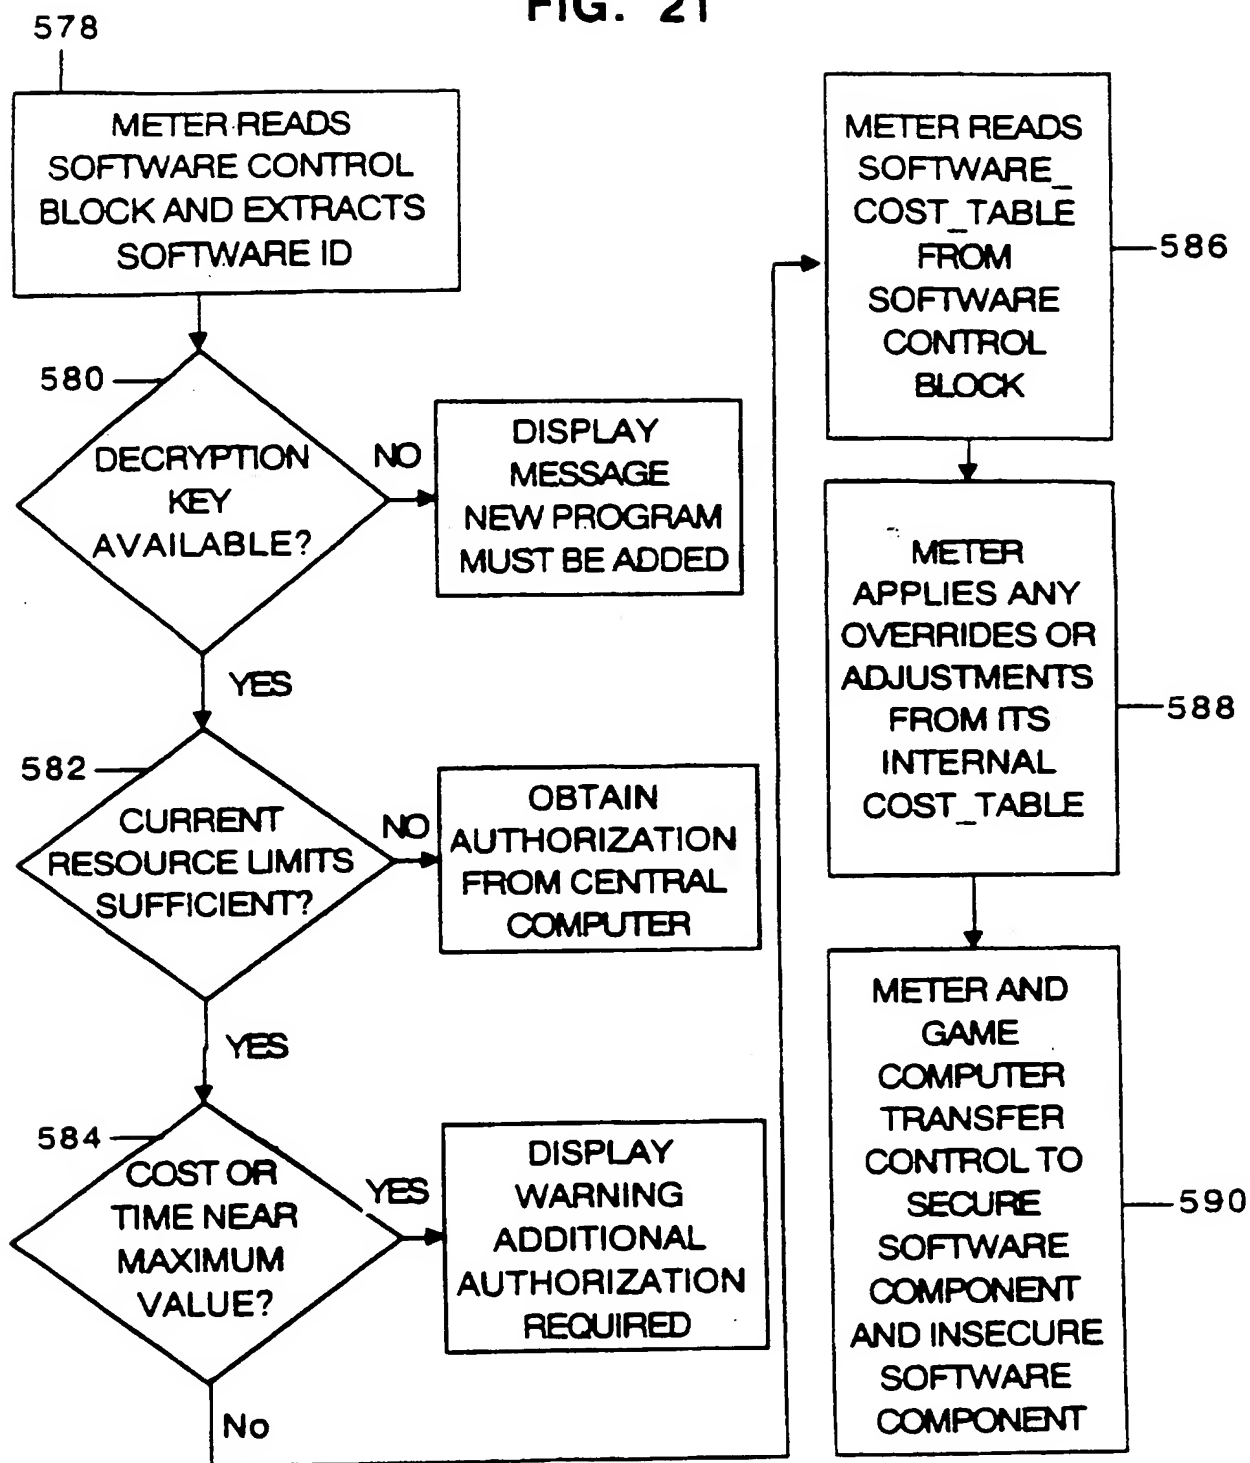 FIG. 21
578
METER READS
SOFTWARE CONTROL
BLOCK AND EXTRACTS
SOFTWARE ID
580
DECRYPTION
KEY
AVAILABLE?
NO
DISPLAY
MESSAGE
NEW PROGRAM
MUST BE ADDED
YES
582
CURRENT
RESOURCE LIMITS
SUFFICIENT?
NO
OBTAIN
AUTHORIZATION
FROM CENTRAL
COMPUTER
YES
584
COST OR
TIME NEAR
MAXIMUM
VALUE?
YES
DISPLAY
WARNING
ADDITIONAL
AUTHORIZATION
REQUIRED
No
METER READS
SOFTWARE_
COST_TABLE
FROM
SOFTWARE
CONTROL
BLOCK
586
METER
APPLIES ANY
OVERRIDES OR
ADJUSTMENTS
FROM ITS
INTERNAL
COST_TABLE
588
METER AND
GAME
COMPUTER
TRANSFER
CONTROL TO
SECURE
SOFTWARE
COMPONENT
AND INSECURE
SOFTWARE
COMPONENT
590